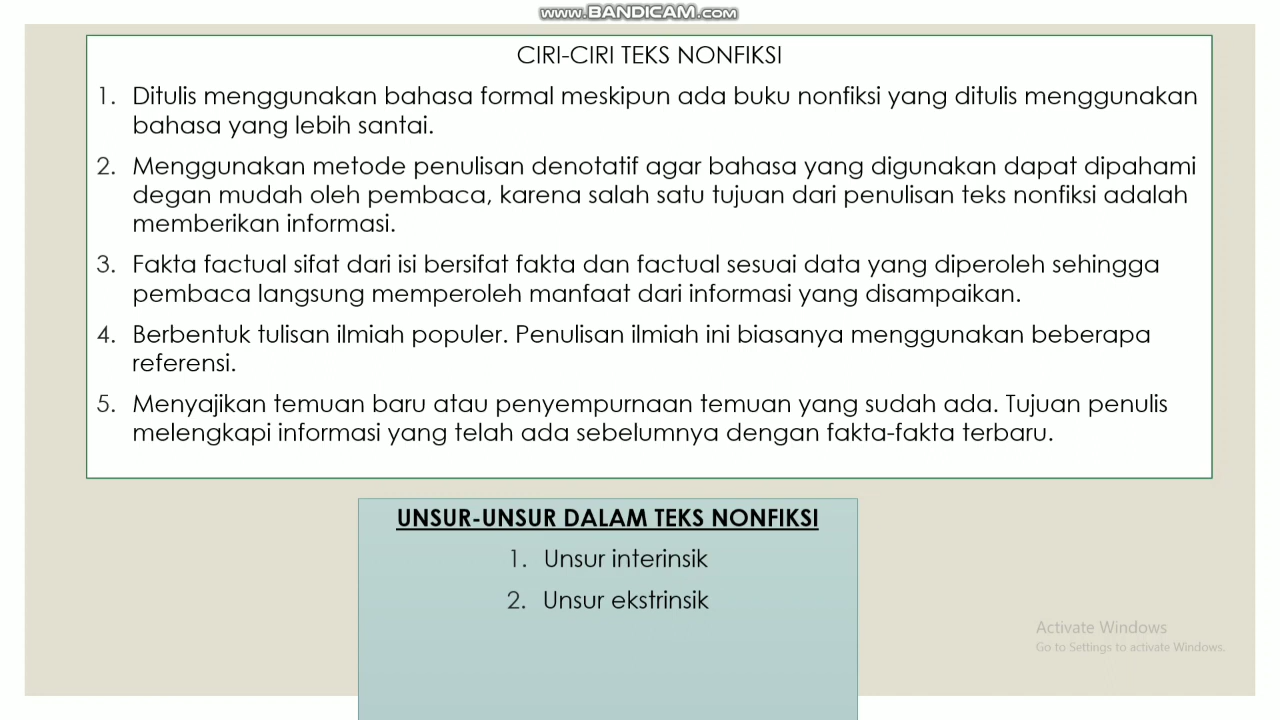 www.BANDICAM.com
CIRI-CIRI TEKS NONFIKSI
1. Ditulis menggunakan bahasa formal meskipun ada buku nonfiksi yang ditulis menggunakan
bahasa yang lebih santai.
2. Menggunakan metode penulisan denotatif agar bahasa yang digunakan dapat dipahami
degan mudah oleh pembaca, karena salah satu tujuan dari penulisan teks nonfiksi adalah
memberikan informasi.
3. Fakta factual sifat dari isi bersifat fakta dan factual sesuai data yang diperoleh sehingga
pembaca langsung memperoleh manfaat dari informasi yang disampaikan.
4. Berbentuk tulisan ilmiah populer. Penulisan ilmiah ini biasanya menggunakan beberapa
referensi.
5. Menyajikan temuan baru atau penyempurnaan temuan yang sudah ada. Tujuan penulis
melengkapi informasi yang telah ada sebelumnya dengan fakta-fakta terbaru.
UNSUR-UNSUR DALAM TEKS NONFIKSI
1. Unsur interinsik
2. Unsur ekstrinsik
Activate Windows
Go to Settings to activate Windows.